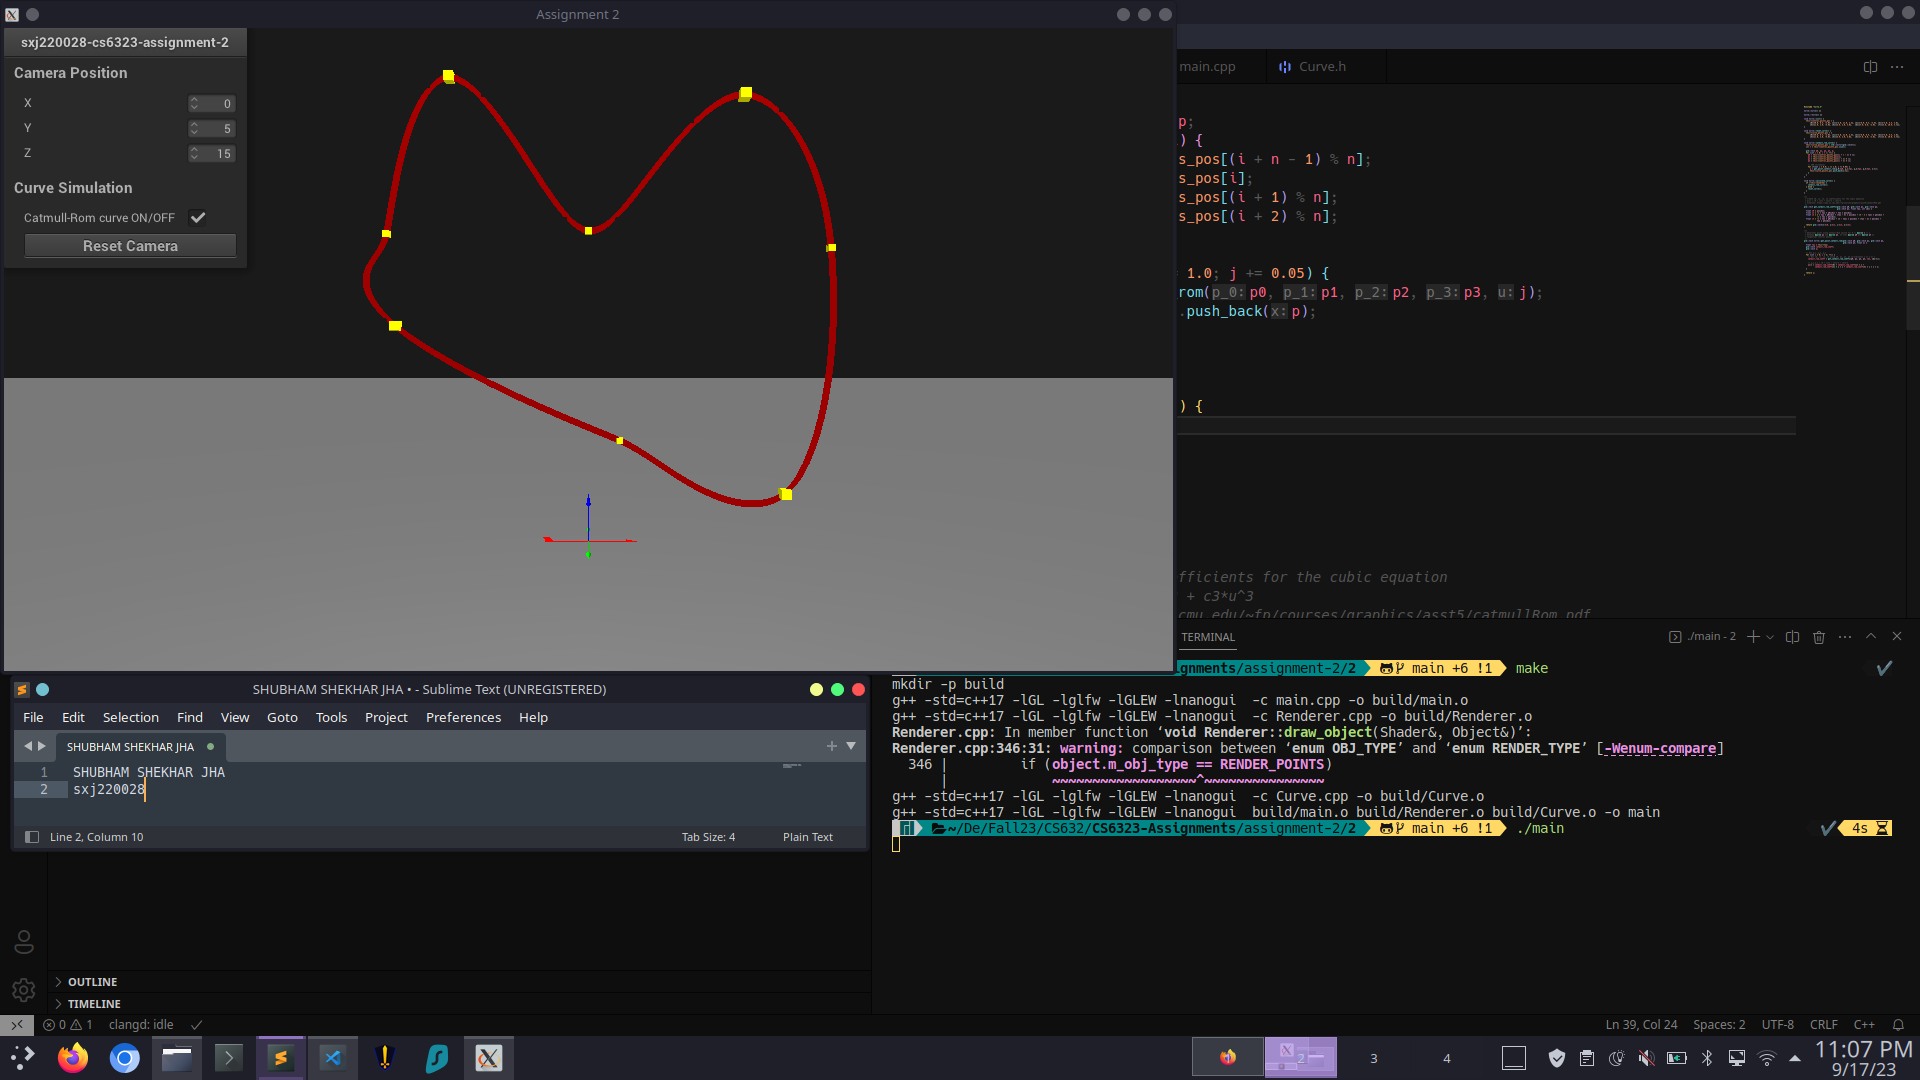 Assignment 2
sxj220028-cs6323-assignment-2
Camera Position
X 0
Y 5
Z 15
Curve Simulation
Catmull-Rom curve ON/OFF
Reset Camera
main.cpp
Curve.h
p;
) {
s_pos[(i + n - 1) % n];
s_pos[i];
s_pos[(i + 1) % n];
s_pos[(i + 2) % n];
1.0; j += 0.05) {
rom(p_0: p0, p_1: p1, p_2: p2, p_3: p3, u: j);
.push_back(x: p);
) {
fficients for the cubic equation
+ c3*u^3
cmu.edu/~fp/courses/graphics/asst5/catmullRom.pdf
TERMINAL
./main - 2
gnments/assignment-2/2 main +6 !1 make
mkdir -p build
g++ -std=c++17 -lGL -lglfw -lGLEW -lnanogui -c main.cpp -o build/main.o
g++ -std=c++17 -lGL -lglfw -lGLEW -lnanogui -c Renderer.cpp -o build/Renderer.o
Renderer.cpp: In member function ‘void Renderer::draw_object(Shader&, Object&)’:
Renderer.cpp:346:31: warning: comparison between ‘enum OBJ_TYPE’ and ‘enum RENDER_TYPE’ [-Wenum-compare]
346 | if (object.m_obj_type == RENDER_POINTS)
| ~~~~~~~~~~~~~~~~~~^~~~~~~~~~~~~~~~
g++ -std=c++17 -lGL -lglfw -lGLEW -lnanogui -c Curve.cpp -o build/Curve.o
g++ -std=c++17 -lGL -lglfw -lGLEW -lnanogui build/main.o build/Renderer.o build/Curve.o -o main
~/De/Fall23/CS632/CS6323-Assignments/assignment-2/2 main +6 !1 ./main
4s
SHUBHAM SHEKHAR JHA • - Sublime Text (UNREGISTERED)
File Edit Selection Find View Goto Tools Project Preferences Help
SHUBHAM SHEKHAR JHA
1 SHUBHAM SHEKHAR JHA
2 sxj220028
Line 2, Column 10
Tab Size: 4
Plain Text
OUTLINE
TIMELINE
0 1 clangd: idle
Ln 39, Col 24 Spaces: 2 UTF-8 CRLF C++
2 3 4
11:07 PM
9/17/23